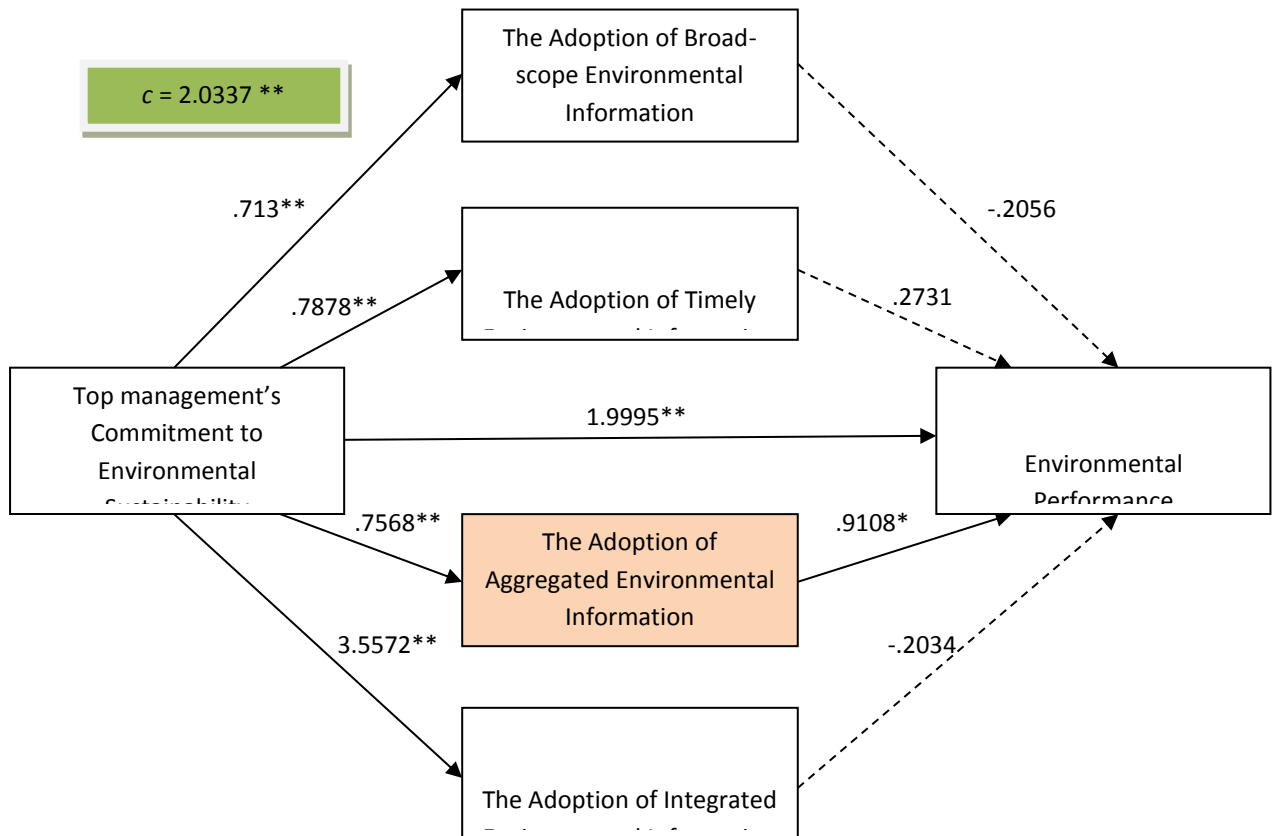 The Adoption of Broad-
scope Environmental
Information
c = 2.0337 **
.713**
-.2056
.7878**
The Adoption of Timely
.2731
Top management’s
Commitment to
Environmental
1.9995**
Environmental
Performance
.7568**
The Adoption of
Aggregated Environmental
Information
.9108*
3.5572**
-.2034
The Adoption of Integrated